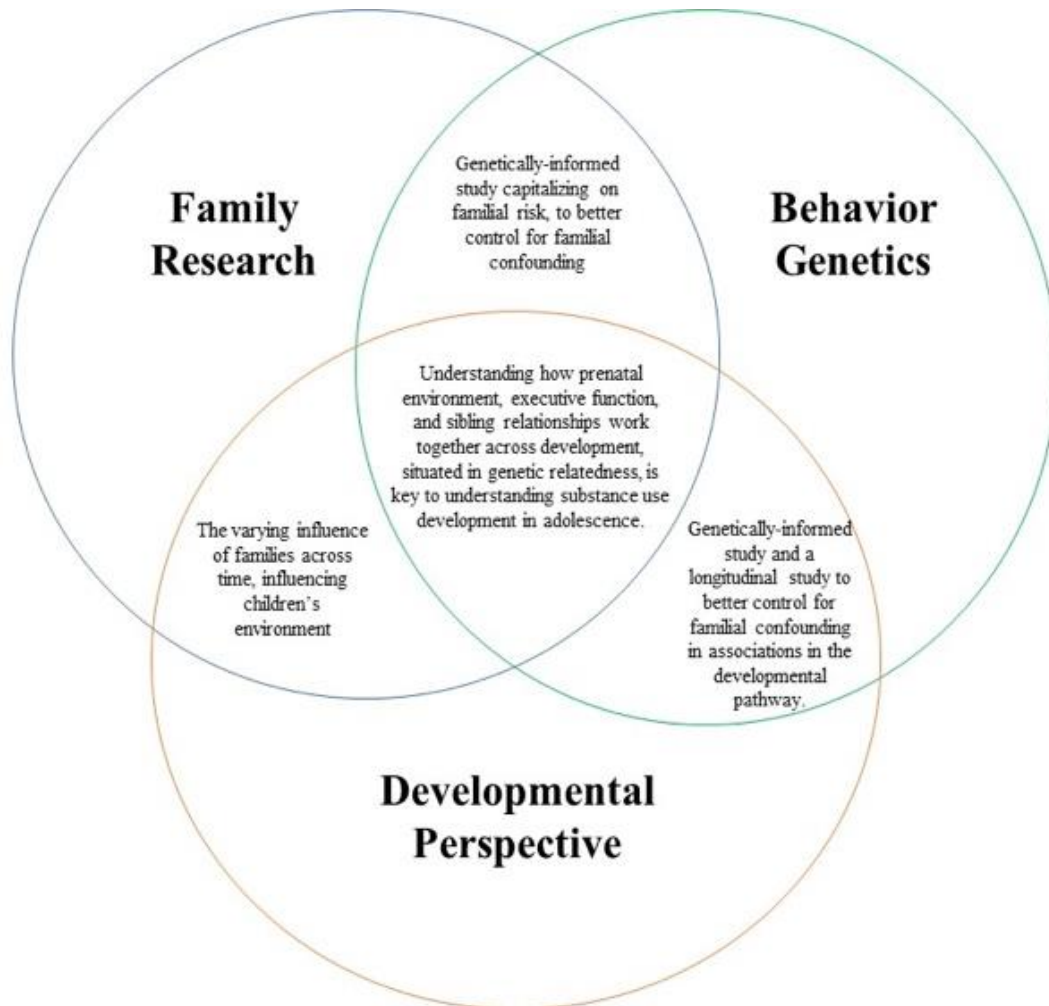 Family
Research
Genetically-informed
study capitalizing on
familial risk, to better
control for familial
confounding
Behavior
Genetics
Understanding how prenatal
environment, executive function,
and sibling relationships work
together across development,
situated in genetic relatedness, is
key to understanding substance use
development in adolescence.
The varying influence
of families across
time, influencing
children's
environment
Genetically-informed
study and a
longitudinal study to
better control for
familial confounding
in associations in the
developmental
pathway.
Developmental
Perspective